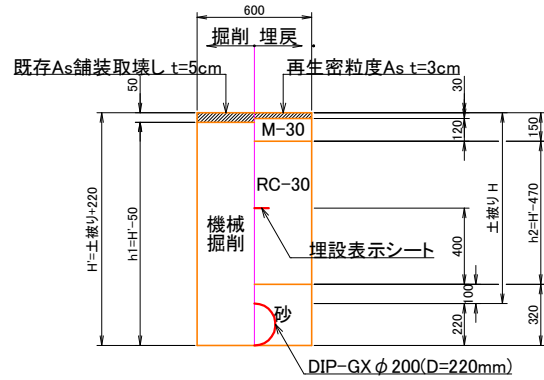 600
掘削 埋戻
既存As舗装取壊し t=5cm
再生密粒度As t=3cm
50
30
M-30
120
150
RC-30
H'=土被り+220
h1=H'-50
機械
掘削
埋設表示シート
400
土被り H
h2=H'-470
100
砂
220
320
DIP-GXφ200(D=220mm)